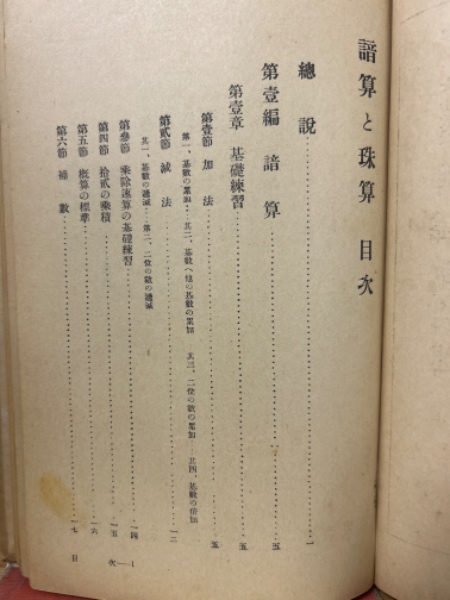 諳算と珠算 目次
總說……一
第壹編 諳算……五
第壹章 基礎練習……五
第壹節 加法……五
第一、基數の累加…其二、基數へ他の基數の累加 其三、二位の數の累加 其四、基數の倍加
第貳節 減法……一二
其一、基數の遞減…第二、二位の數の遞減
第參節 乘除速算の基礎練習……一四
第四節 拾貳の乘積……一五
第五節 概算の標準……一六
第六節 補數……一七
目次—1